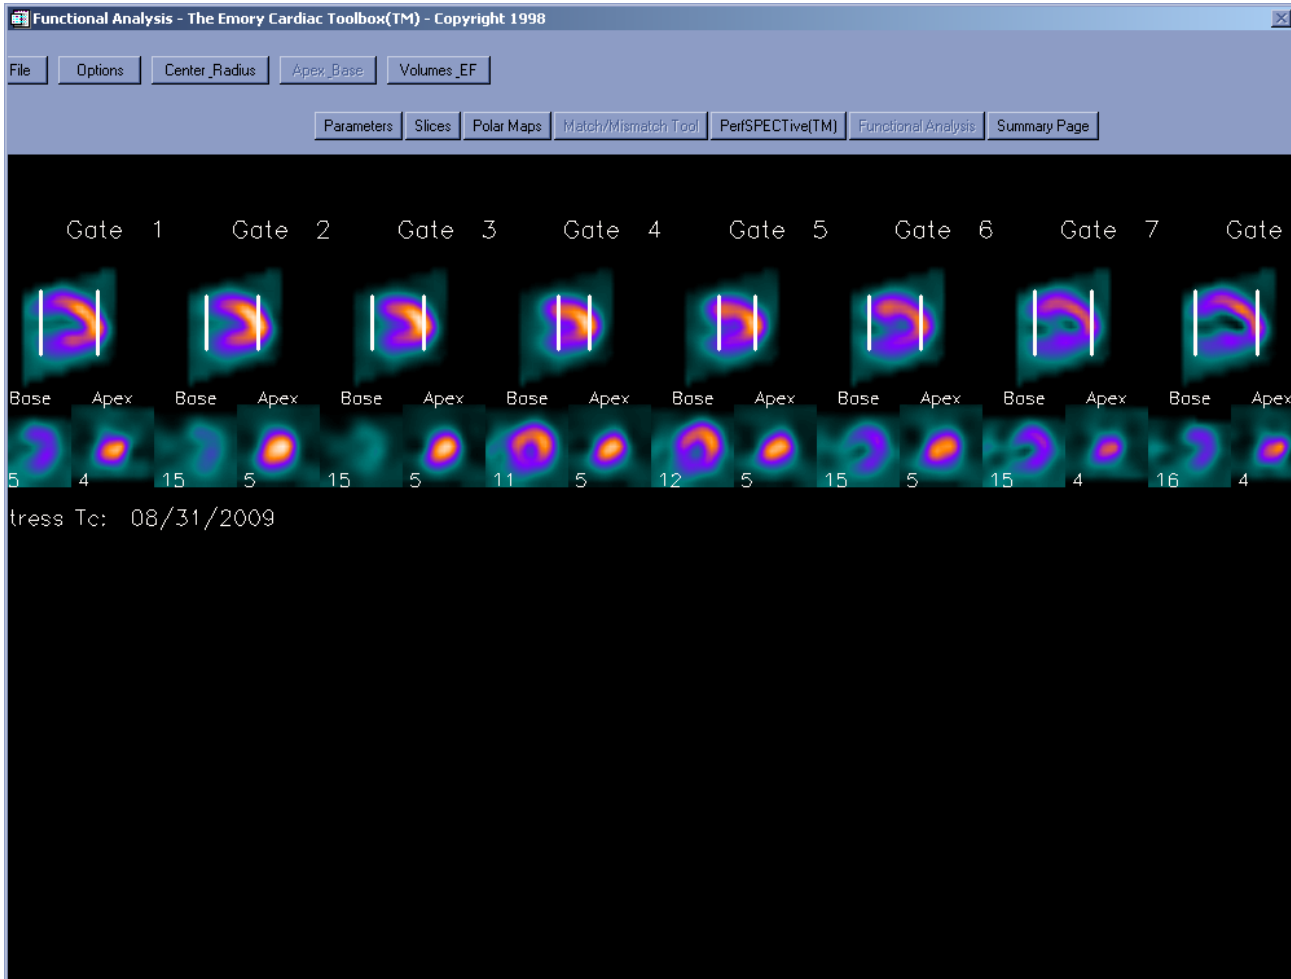 Functional Analysis - The Emory Cardiac Toolbox(TM) - Copyright 1998
File Options Center_Radius Apex_Base Volumes_EF
Parameters Slices Polar Maps Match/Mismatch Tool PerfSPECTive(TM) Functional Analysis Summary Page
Gate 1 Gate 2 Gate 3 Gate 4 Gate 5 Gate 6 Gate 7 Gate
Base Apex Base Apex Base Apex Base Apex Base Apex Base Apex Base Apex Base Apex
5 4 15 5 15 5 11 5 12 5 15 5 15 4 16 4
tress Tc: 08/31/2009